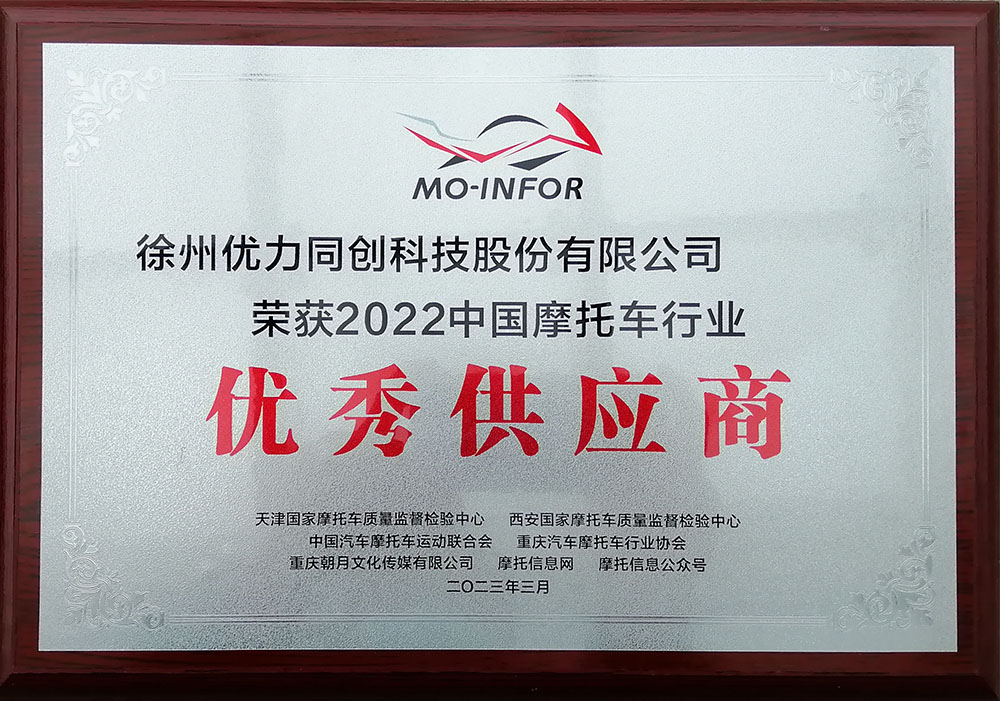 MO-INFOR
徐州优力同创科技股份有限公司
荣获2022中国摩托车行业
优秀供应商
天津国家摩托车质量监督检验中心 西安国家摩托车质量监督检验中心
中国汽车摩托车运动联合会 重庆汽车摩托车行业协会
重庆朝月文化传媒有限公司 摩托信息网 摩托信息公众号
二〇二三年三月